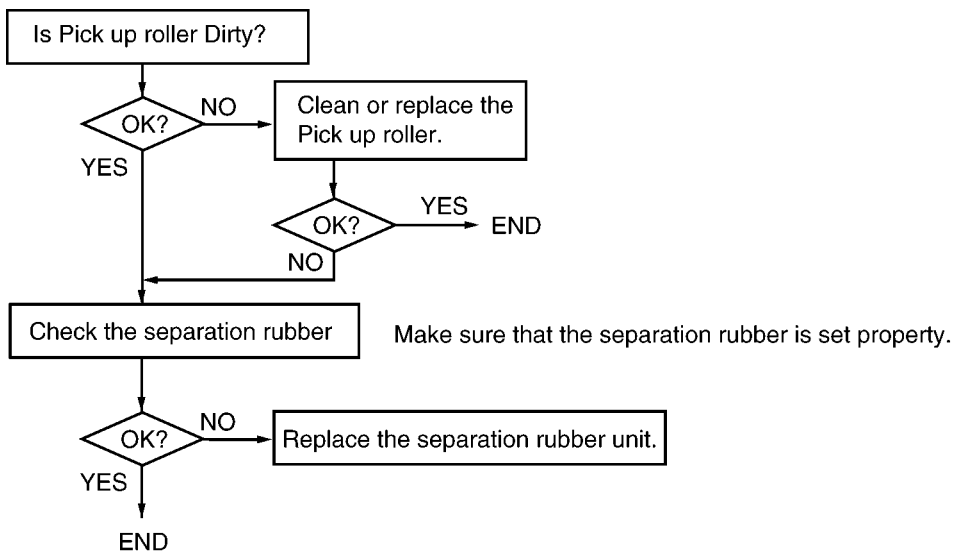 Is Pick up roller Dirty?
OK?
NO
YES
Clean or replace the
Pick up roller.
OK?
YES
END
NO
Check the separation rubber
Make sure that the separation rubber is set property.
OK?
NO
Replace the separation rubber unit.
YES
END